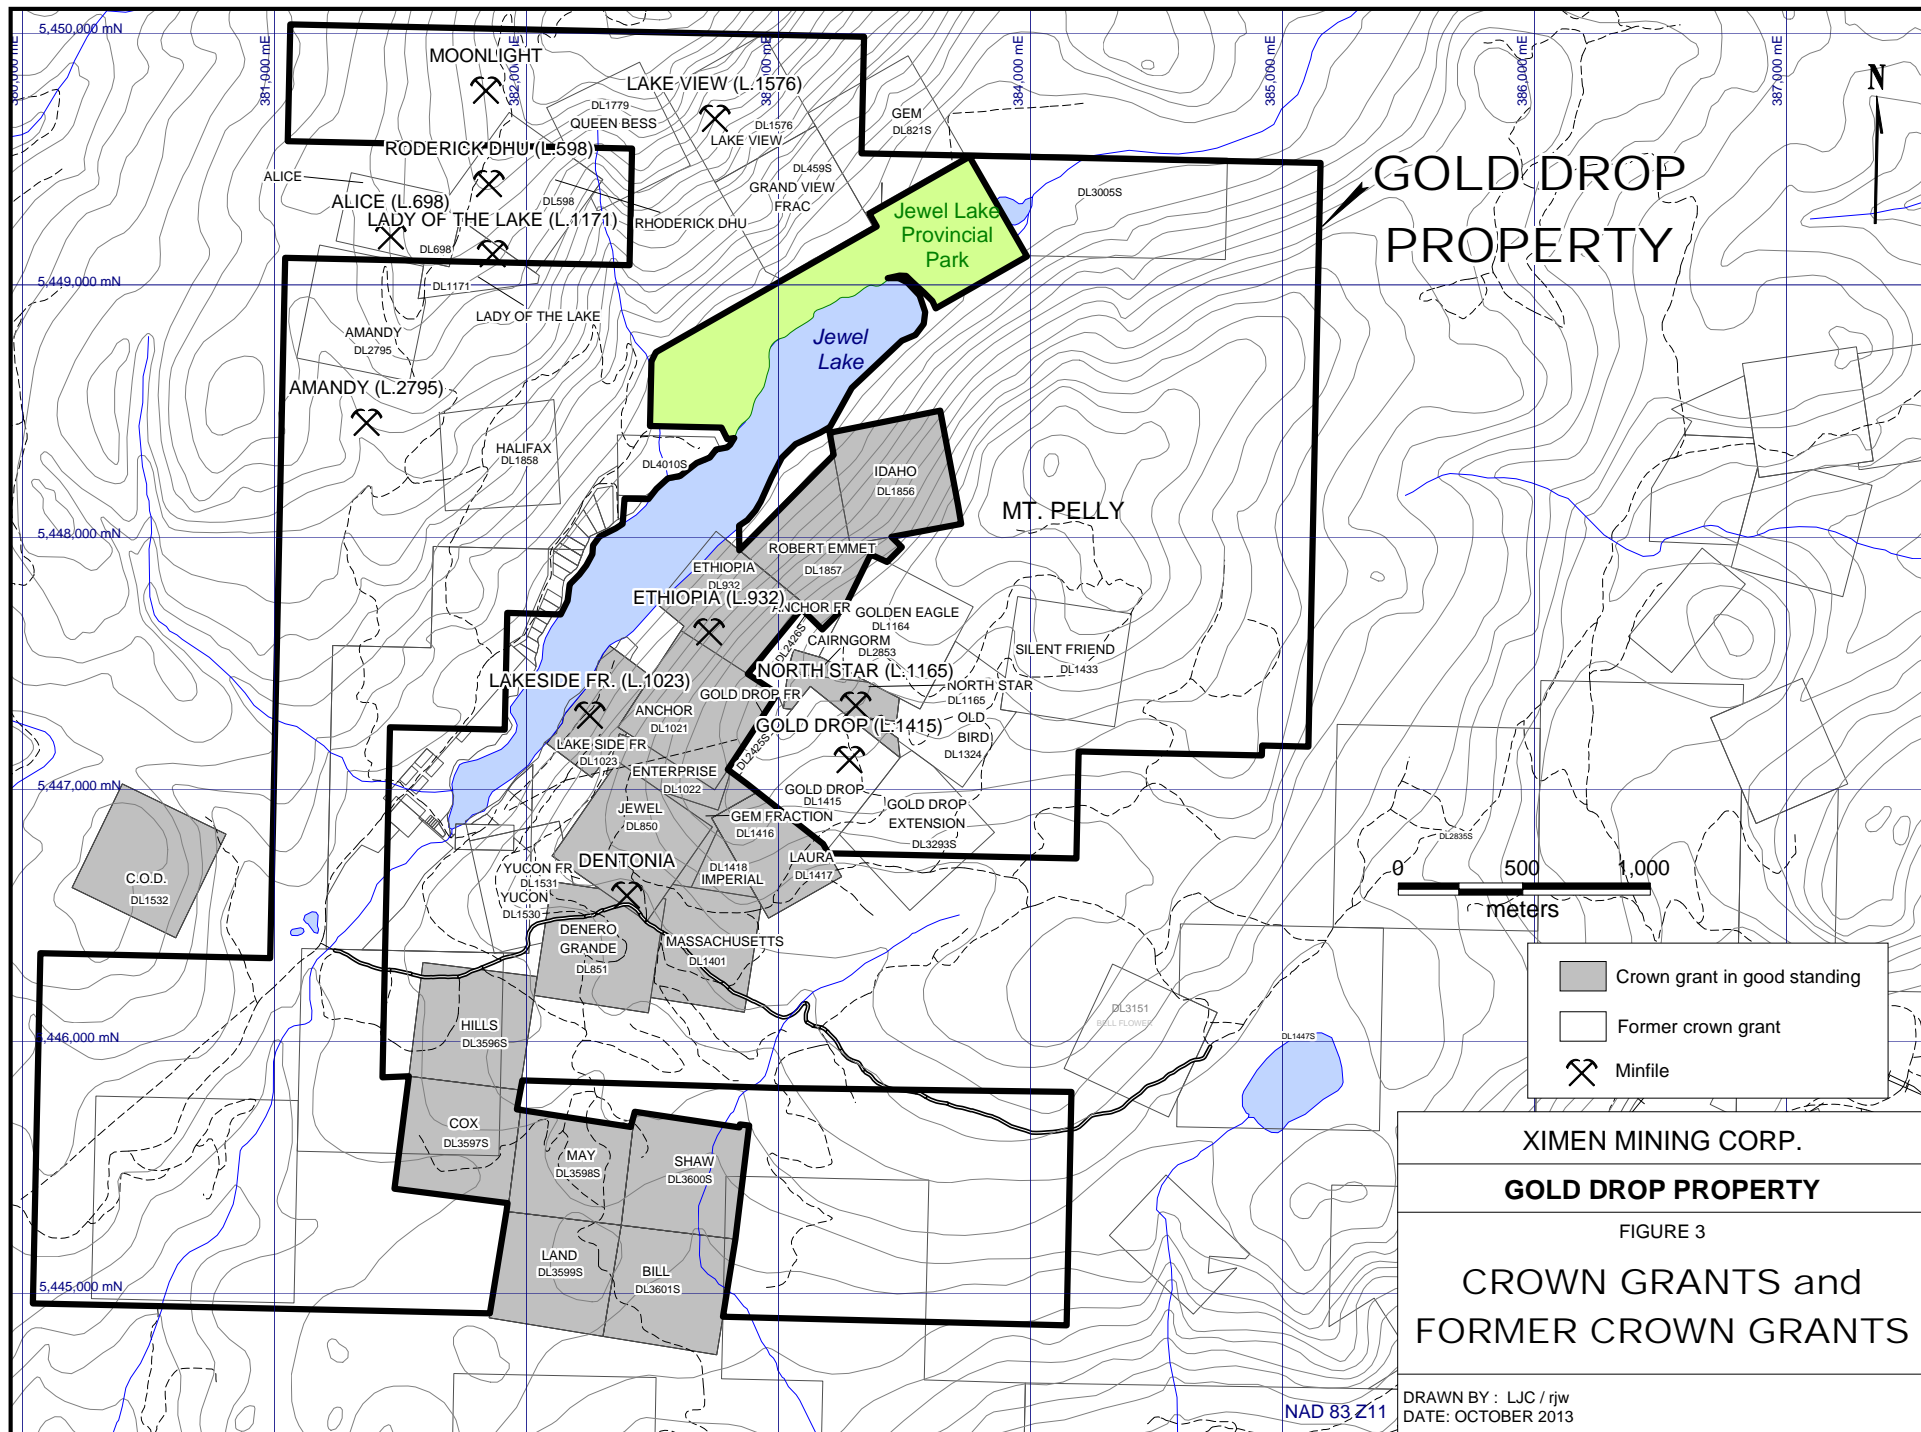 5,450,000 mN
380,000 mE
381,000 mE
382,000 mE
383,000 mE
384,000 mE
385,000 mE
386,000 mE
387,000 mE
N
MOONLIGHT
LAKE VIEW (L.1576)
DL1779
QUEEN BESS
DL1576
LAKE VIEW
GEM
DL821S
RODERICK DHU (L.598)
DL459S
GRAND VIEW
FRAC
ALICE
ALICE (L.698)
DL598
LADY OF THE LAKE (L.1171)
RHODERICK DHU
DL698
DL3005S
GOLD DROP
PROPERTY
Jewel Lake
Provincial
Park
5,449,000 mN
DL1171
LADY OF THE LAKE
AMANDY
DL2795
Jewel
Lake
AMANDY (L.2795)
HALIFAX
DL1858
DL4010S
IDAHO
DL1856
MT. PELLY
5,448,000 mN
ROBERT EMMET
DL1857
ETHIOPIA
DL932
ETHIOPIA (L.932)
ANCHOR FR
DL2426S
GOLDEN EAGLE
DL1164
CAIRNGORM
DL2853
SILENT FRIEND
DL1433
NORTH STAR (L.1165)
NORTH STAR
DL1165
LAKESIDE FR. (L.1023)
GOLD DROP FR
DL2425S
ANCHOR
DL1021
GOLD DROP (L.1415)
OLD
BIRD
DL1324
LAKE SIDE FR
DL1023
ENTERPRISE
DL1022
5,447,000 mN
GOLD DROP
DL1415
GOLD DROP
EXTENSION
DL3293S
JEWEL
DL850
GEM FRACTION
DL1416
DL2835S
DENTONIA
LAURA
DL1417
DL1418
IMPERIAL
YUCON FR
DL1531
YUCON
DL1530
C.O.D.
DL1532
0 500 1,000
meters
DENERO
GRANDE
DL851
MASSACHUSETTS
DL1401
Crown grant in good standing
Former crown grant
Minfile
DL3151
BELL FLOWER
HILLS
DL3596S
5,446,000 mN
DL1447S
COX
DL3597S
MAY
DL3598S
SHAW
DL3600S
LAND
DL3599S
BILL
DL3601S
5,445,000 mN
XIMEN MINING CORP.
GOLD DROP PROPERTY
FIGURE 3
CROWN GRANTS and
FORMER CROWN GRANTS
NAD 83 Z11
DRAWN BY : LJC / rjw
DATE: OCTOBER 2013